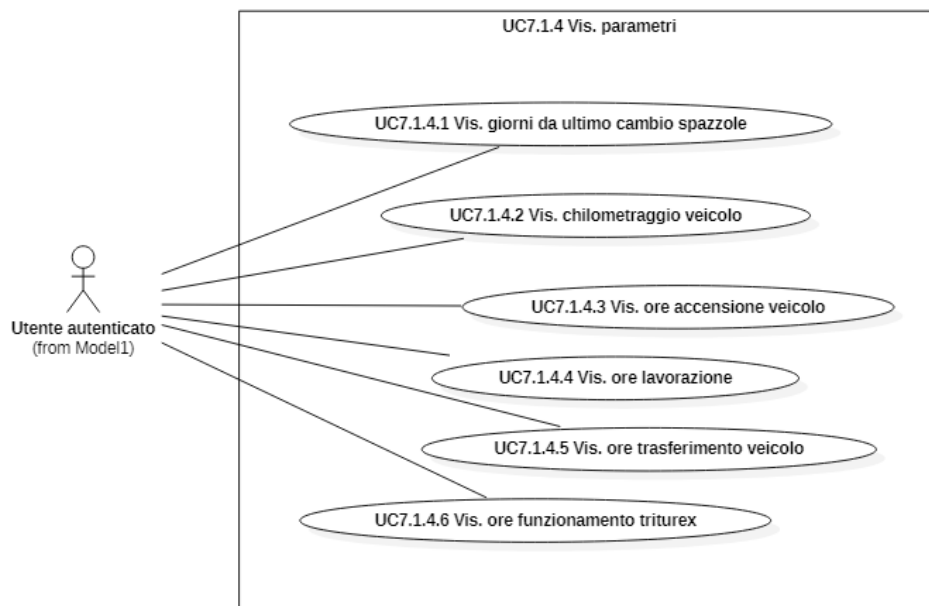 UC7.1.4 Vis. parametri
UC7.1.4.1 Vis. giorni da ultimo cambio spazzole
UC7.1.4.2 Vis. chilometraggio veicolo
UC7.1.4.3 Vis. ore accensione veicolo
Utente autenticato
(from Model1)
UC7.1.4.4 Vis. ore lavorazione
UC7.1.4.5 Vis. ore trasferimento veicolo
UC7.1.4.6 Vis. ore funzionamento triturex